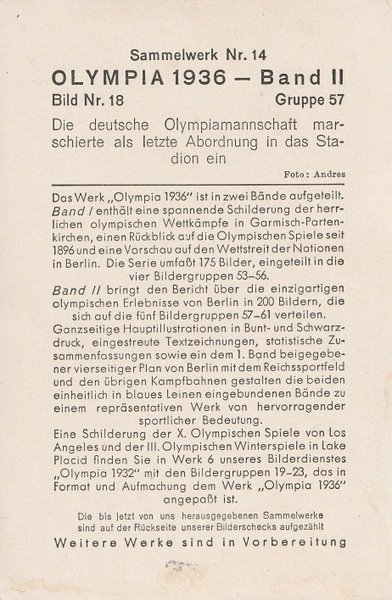 Sammelwerk Nr. 14
OLYMPIA 1936 — Band II
Bild Nr. 18 Gruppe 57
Die deutsche Olympiamannschaft mar-
schierte als letzte Abordnung in das Sta-
dion ein
Foto: Andres
Das Werk „Olympia 1936" ist in zwei Bände aufgeteilt.
Band I enthält eine spannende Schilderung der herr-
lichen olympischen Wettkämpfe in Garmisch-Parten-
kirchen, einen Rückblick auf die Olympischen Spiele seit
1896 und eine Vorschau auf den Wettstreit der Nationen
in Berlin. Die Serie umfaßt 175 Bilder, eingeteilt in die
vier Bildergruppen 53–56.
Band II bringt den Bericht über die einzigartigen
olympischen Erlebnisse von Berlin in 200 Bildern, die
sich auf die fünf Bildergruppen 57–61 verteilen.
Ganzseitige Hauptillustrationen in Bunt- und Schwarz-
druck, eingestreute Textzeichnungen, statistische Zu-
sammenfassungen sowie ein dem 1. Band beigegebe-
ner vierseitiger Plan von Berlin mit dem Reichssportfeld
und den übrigen Kampfbahnen gestalten die beiden
einheitlich in blaues Leinen eingebundenen Bände zu
einem repräsentativen Werk von hervorragender
sportlicher Bedeutung.
Eine Schilderung der X. Olympischen Spiele von Los
Angeles und der III. Olympischen Winterspiele in Lake
Placid finden Sie in Werk 6 unseres Bilderdienstes
„Olympia 1932" mit den Bildergruppen 19–23, das in
Format und Aufmachung dem Werk „Olympia 1936"
angepaßt ist.
Die bis jetzt von uns herausgegebenen Sammelwerke
sind auf der Rückseite unserer Bilderschecks aufgezählt
Weitere Werke sind in Vorbereitung